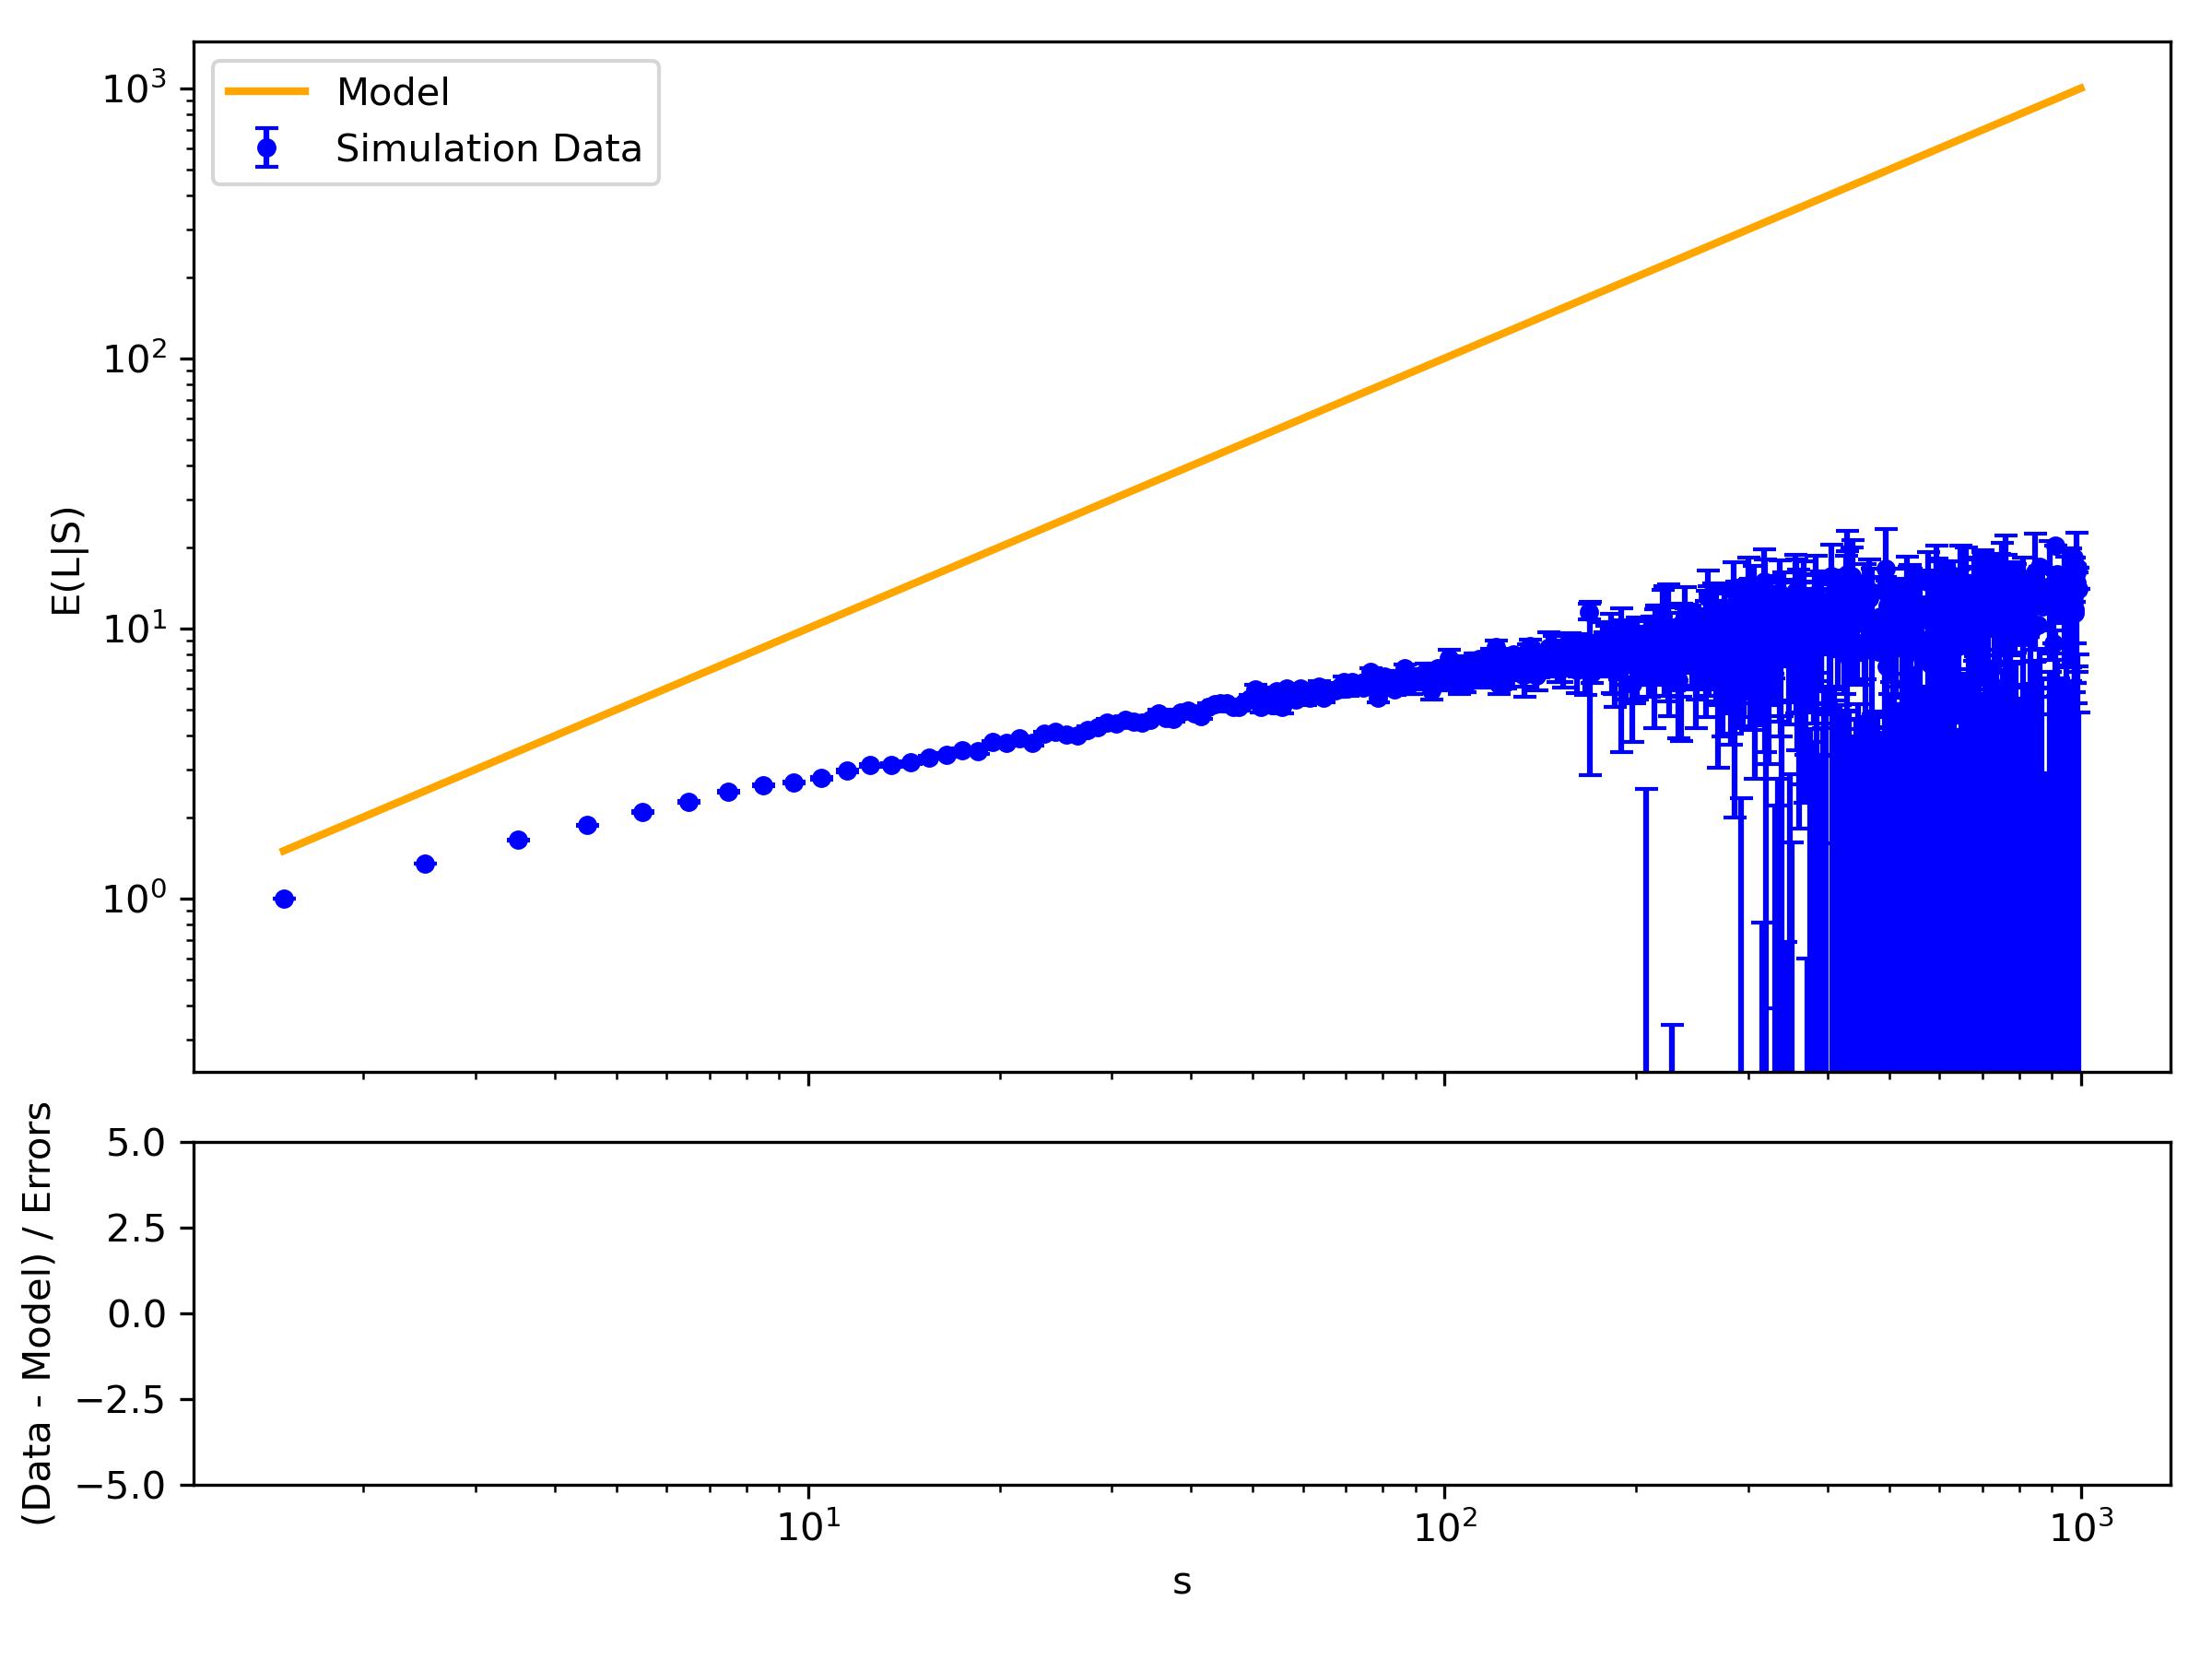 10³
10²
10¹
10⁰
E(L|S)
Model
Simulation Data
5.0
2.5
0.0
−2.5
−5.0
(Data - Model) / Errors
10¹ 10² 10³
s